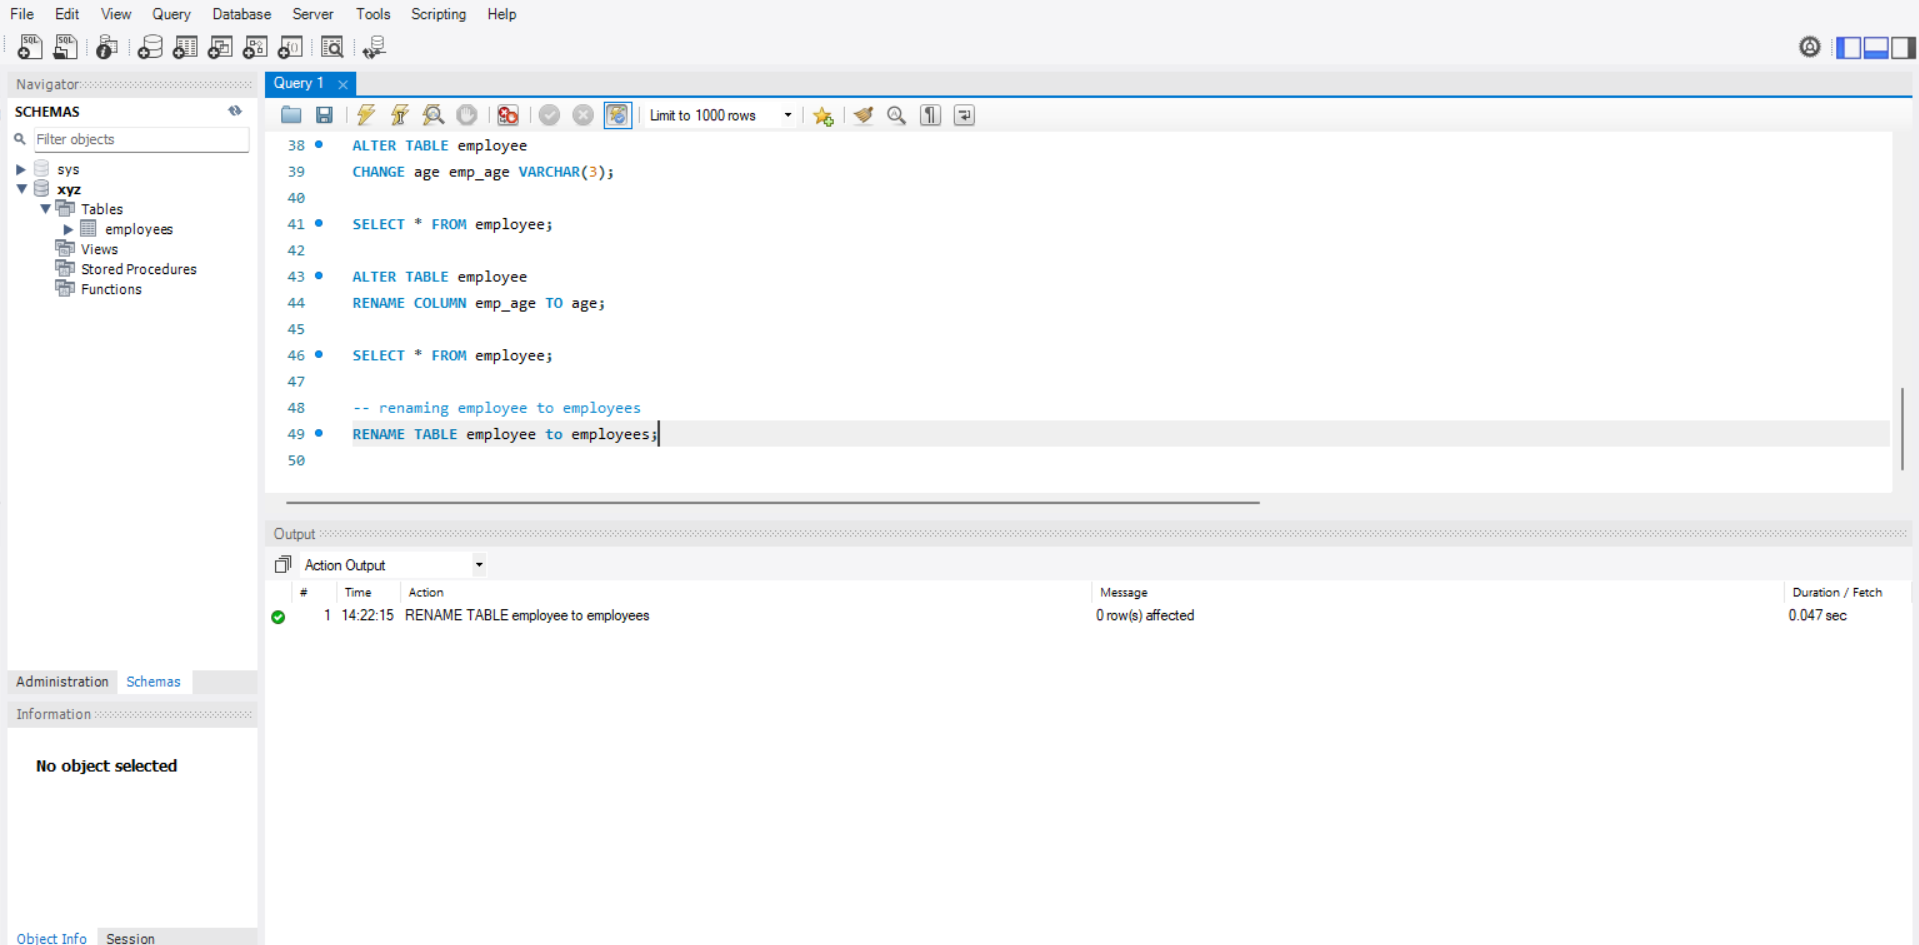 File Edit View Query Database Server Tools Scripting Help
Navigator
SCHEMAS
Filter objects
sys
xyz
Tables
employees
Views
Stored Procedures
Functions
Administration Schemas
Information
No object selected
Object Info Session
Query 1
Limit to 1000 rows
38 ALTER TABLE employee
39 CHANGE age emp_age VARCHAR(3);
40
41 SELECT * FROM employee;
42
43 ALTER TABLE employee
44 RENAME COLUMN emp_age TO age;
45
46 SELECT * FROM employee;
47
48 -- renaming employee to employees
49 RENAME TABLE employee to employees;
50
Output
Action Output
# Time Action Message Duration / Fetch
1 14:22:15 RENAME TABLE employee to employees 0 row(s) affected 0.047 sec